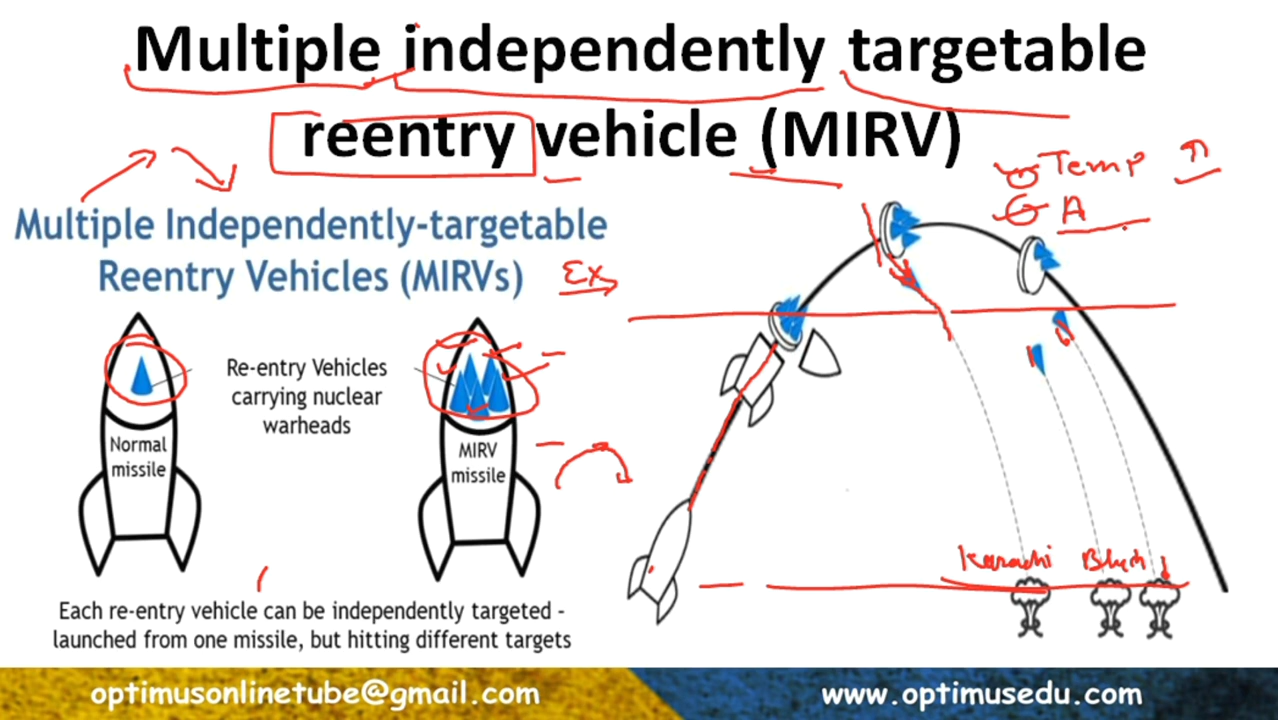 Multiple independently targetable
reentry vehicle (MIRV)
Temp
A
Multiple Independently-targetable
Reentry Vehicles (MIRVs)
Ex
Re-entry Vehicles
carrying nuclear
warheads
Normal
missile
MIRV
missile
Karachi
Each re-entry vehicle can be independently targeted -
launched from one missile, but hitting different targets
optimusonlinetube@gmail.com
www.optimusedu.com